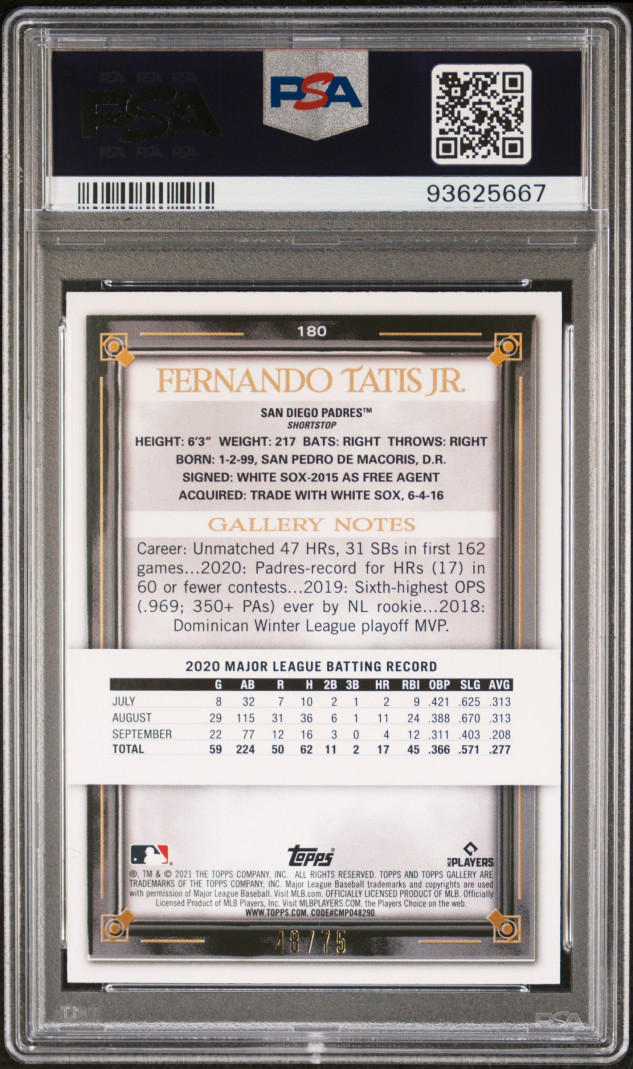 PSA
PSA
93625667
180
FERNANDO TATIS JR.
SAN DIEGO PADRES™
SHORTSTOP
HEIGHT: 6'3" WEIGHT: 217 BATS: RIGHT THROWS: RIGHT
BORN: 1-2-99, SAN PEDRO DE MACORIS, D.R.
SIGNED: WHITE SOX-2015 AS FREE AGENT
ACQUIRED: TRADE WITH WHITE SOX, 6-4-16
GALLERY NOTES
Career: Unmatched 47 HRs, 31 SBs in first 162
games...2020: Padres-record for HRs (17) in
60 or fewer contests...2019: Sixth-highest OPS
(.969; 350+ PAs) ever by NL rookie...2018:
Dominican Winter League playoff MVP.
2020 MAJOR LEAGUE BATTING RECORD
G AB R H 2B 3B HR RBI OBP SLG AVG
JULY 8 32 7 10 2 1 2 9 .421 .625 .313
AUGUST 29 115 31 36 6 1 11 24 .388 .670 .313
SEPTEMBER 22 77 12 16 3 0 4 12 .311 .403 .208
TOTAL 59 224 50 62 11 2 17 45 .366 .571 .277
Topps
MLB PLAYERS
®, TM & © 2021 THE TOPPS COMPANY, INC. ALL RIGHTS RESERVED. TOPPS AND TOPPS GALLERY ARE
TRADEMARKS OF THE TOPPS COMPANY, INC. Major League Baseball trademarks and copyrights are used
with permission of Major League Baseball. Visit MLB.com. OFFICIALLY LICENSED PRODUCT OF MLB. Officially
Licensed Product of MLB Players, Inc. Visit MLBPLAYERS.COM, the Players Choice on the web.
WWW.TOPPS.COM. CODE#CMP048290
48/75
PSA